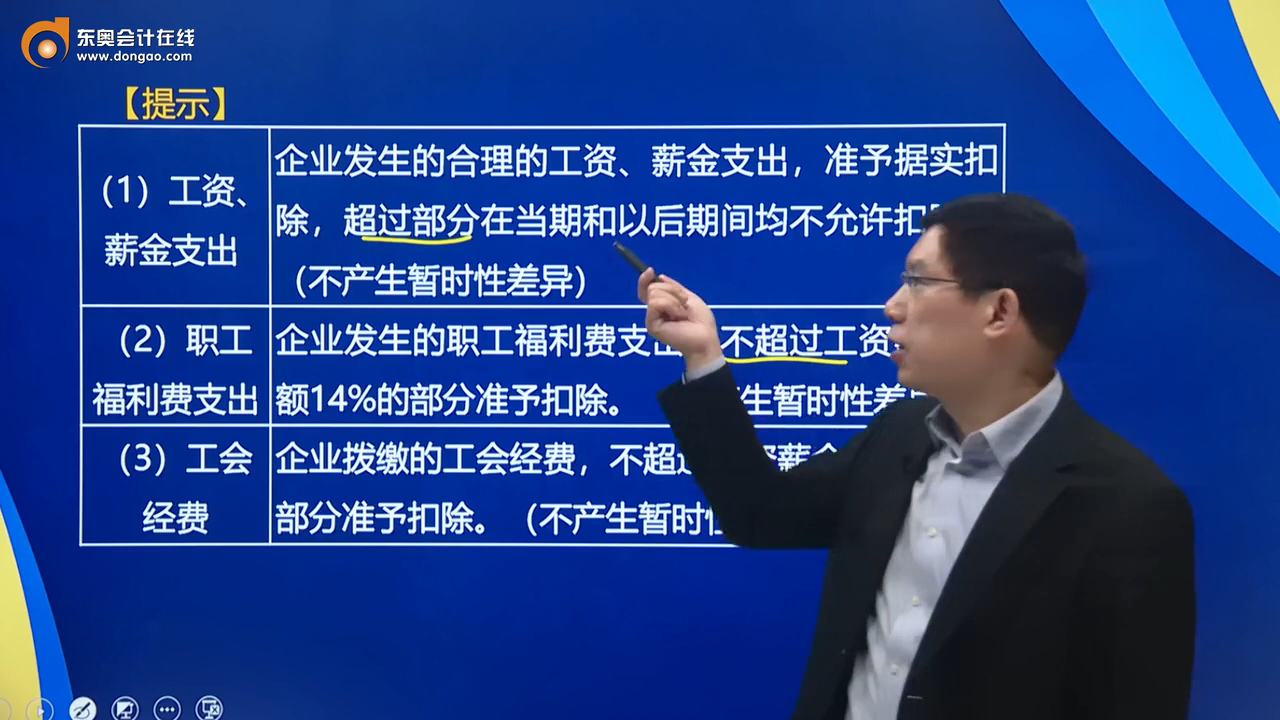 东奥会计在线
www.dongao.com
【提示】
（1）工资、
薪金支出
企业发生的合理的工资、薪金支出，准予据实扣
除，超过部分在当期和以后期间均不允许扣
（不产生暂时性差异）
（2）职工
福利费支出
企业发生的职工福利费支出 不超过工资
额14%的部分准予扣除。 生暂时性差
（3）工会
经费
企业拨缴的工会经费，不超过 薪
部分准予扣除。（不产生暂时性